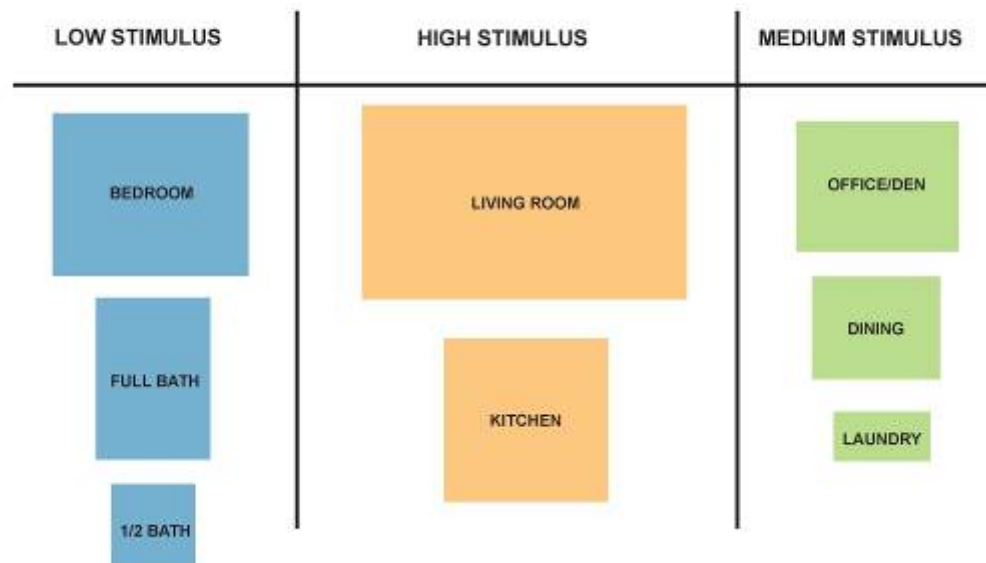 LOW STIMULUS
HIGH STIMULUS
MEDIUM STIMULUS
BEDROOM
FULL BATH
1/2 BATH
LIVING ROOM
KITCHEN
OFFICE/DEN
DINING
LAUNDRY